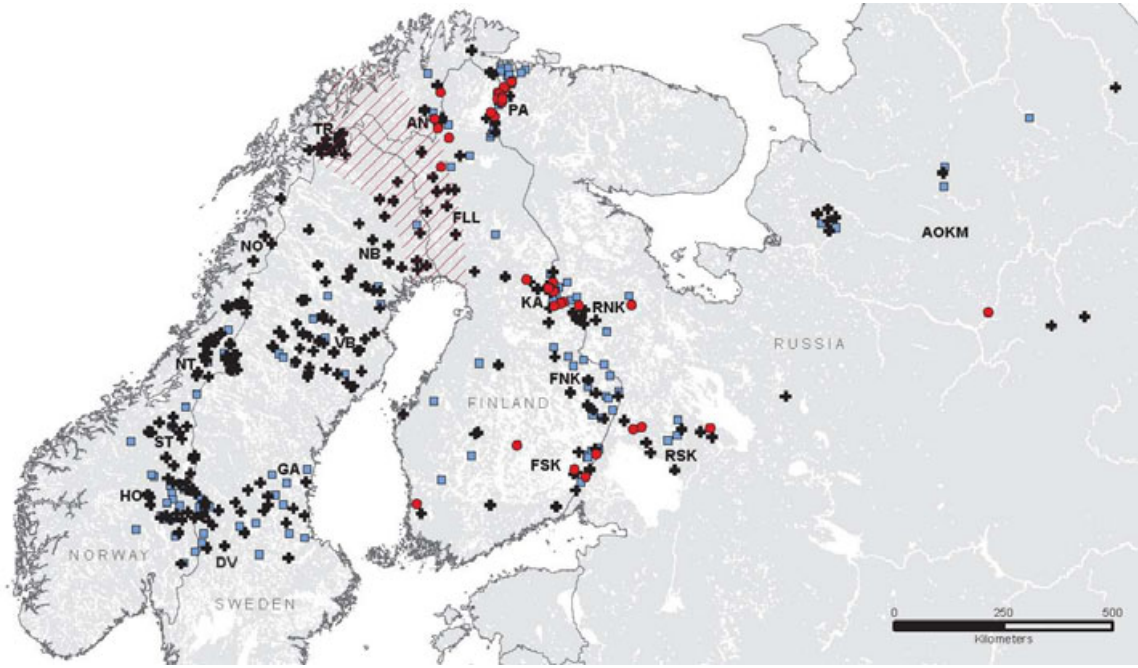 PA
AN
TR
FLL
AOKM
NO
NB
KA
RNK
VB
RUSSIA
NT
FNK
FINLAND
ST
GA
FSK
RSK
HO
NORWAY
DV
SWEDEN
0 250 500
Kilometers